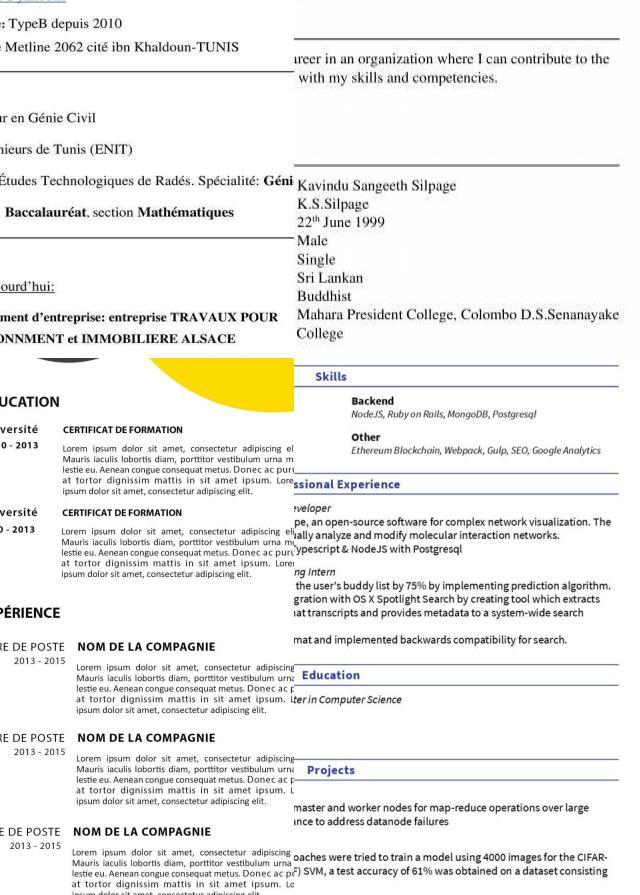 e: TypeB depuis 2010
e Metline 2062 cité ibn Khaldoun-TUNIS
ur en Génie Civil
nieurs de Tunis (ENIT)
Études Technologiques de Radés. Spécialité: Géni
Baccalauréat, section Mathématiques
ourd'hui:
ment d'entreprise: entreprise TRAVAUX POUR
ONNMENT et IMMOBILIERE ALSACE
reer in an organization where I can contribute to the
with my skills and competencies.
Kavindu Sangeeth Silpage
K.S.Silpage
22th June 1999
Male
Single
Sri Lankan
Buddhist
Mahara President College, Colombo D.S.Senanayake
College
UCATION
versité CERTIFICAT DE FORMATION
0 - 2013
Lorem ipsum dolor sit amet, consectetur adipiscing el
Mauris iaculis lobortis diam, porttitor vestibulum urna m
lestie eu. Aenean congue consequat metus. Donec ac puru
at tortor dignissim mattis in sit amet ipsum. Lore
ipsum dolor sit amet, consectetur adipiscing elit.
versité CERTIFICAT DE FORMATION
0 - 2013
Lorem ipsum dolor sit amet, consectetur adipiscing eli
Mauris iaculis lobortis diam, porttitor vestibulum urna mo
lestie eu. Aenean congue consequat metus. Donec ac puru
at tortor dignissim mattis in sit amet ipsum. Loren
ipsum dolor sit amet, consectetur adipiscing elit.
PÉRIENCE
RE DE POSTE NOM DE LA COMPAGNIE
2013 - 2015
Lorem ipsum dolor sit amet, consectetur adipiscing
Mauris iaculis lobortis diam, porttitor vestibulum urna
lestie eu. Aenean congue consequat metus. Donec ac p
at tortor dignissim mattis in sit amet ipsum. L
ipsum dolor sit amet, consectetur adipiscing elit.
RE DE POSTE NOM DE LA COMPAGNIE
2013 - 2015
Lorem ipsum dolor sit amet, consectetur adipiscing
Mauris iaculis lobortis diam, porttitor vestibulum urna
lestie eu. Aenean congue consequat metus. Donec ac p
at tortor dignissim mattis in sit amet ipsum. L
ipsum dolor sit amet, consectetur adipiscing elit.
E DE POSTE NOM DE LA COMPAGNIE
2013 - 2015
Lorem ipsum dolor sit amet, consectetur adipiscing
Mauris iaculis lobortis diam, porttitor vestibulum urna
lestie eu. Aenean congue consequat metus. Donec ac p
at tortor dignissim mattis in sit amet ipsum. Lo
ipsum dolor sit amet, consectetur adipiscing elit.
Skills
Backend
NodeJS, Ruby on Rails, MongoDB, Postgresql
Other
Ethereum Blockchain, Webpack, Gulp, SEO, Google Analytics
ssional Experience
eveloper
pe, an open-source software for complex network visualization. The
ually analyze and modify molecular interaction networks.
Typescript & NodeJS with Postgresql
ng Intern
the user's buddy list by 75% by implementing prediction algorithm.
gration with OS X Spotlight Search by creating tool which extracts
hat transcripts and provides metadata to a system-wide search
mat and implemented backwards compatibility for search.
Education
ter in Computer Science
Projects
master and worker nodes for map-reduce operations over large
ance to address datanode failures
oaches were tried to train a model using 4000 images for the CIFAR-
F) SVM, a test accuracy of 61% was obtained on a dataset consisting